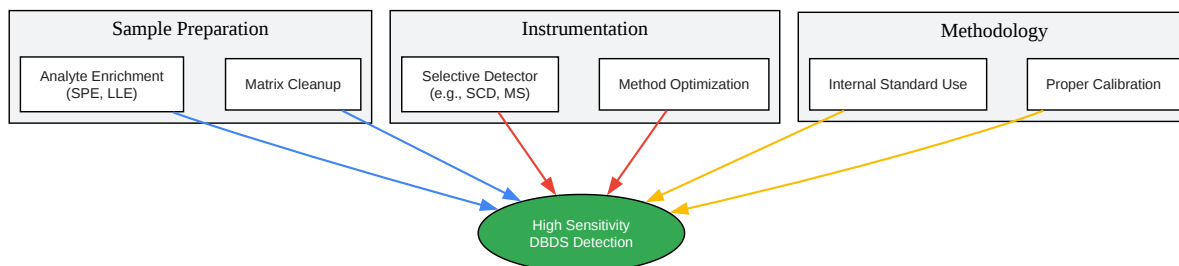 Sample Preparation
Analyte Enrichment
(SPE, LLE)
Matrix Cleanup
Instrumentation
Selective Detector
(e.g., SCD, MS)
Method Optimization
Methodology
Internal Standard Use
Proper Calibration
High Sensitivity
DBDS Detection